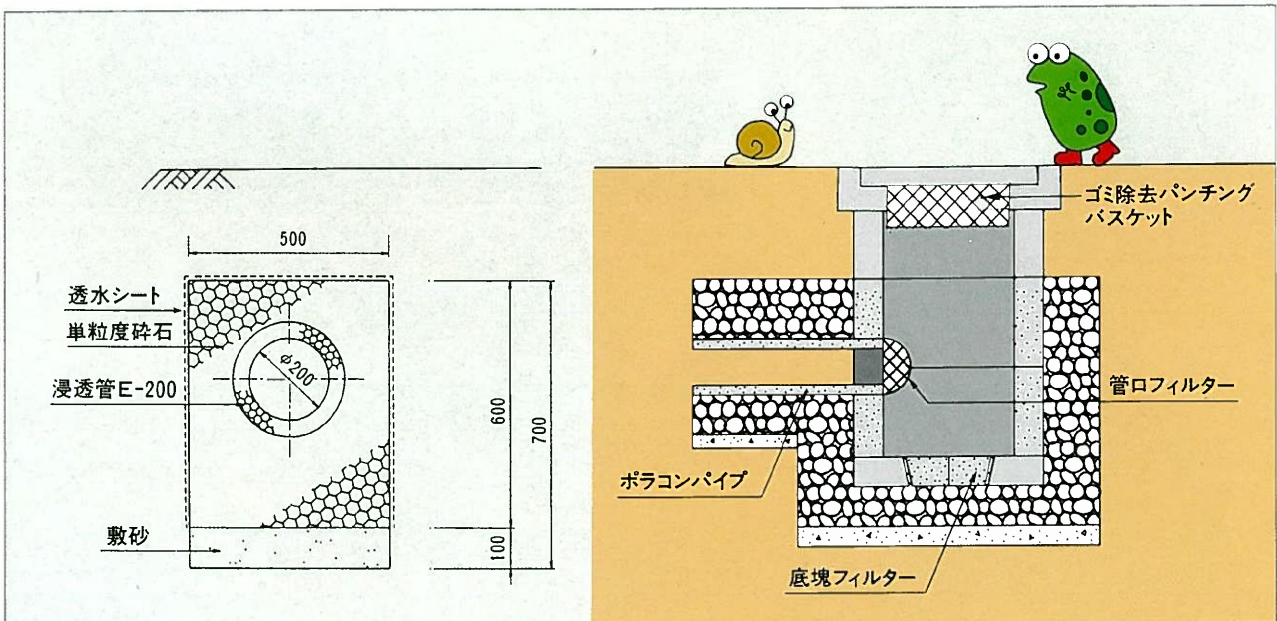 500
透水シート
単粒度砕石
浸透管E-200
φ200
600
700
敷砂
100
ゴミ除去パンチング
バスケット
管口フィルター
ポラコンパイプ
底塊フィルター